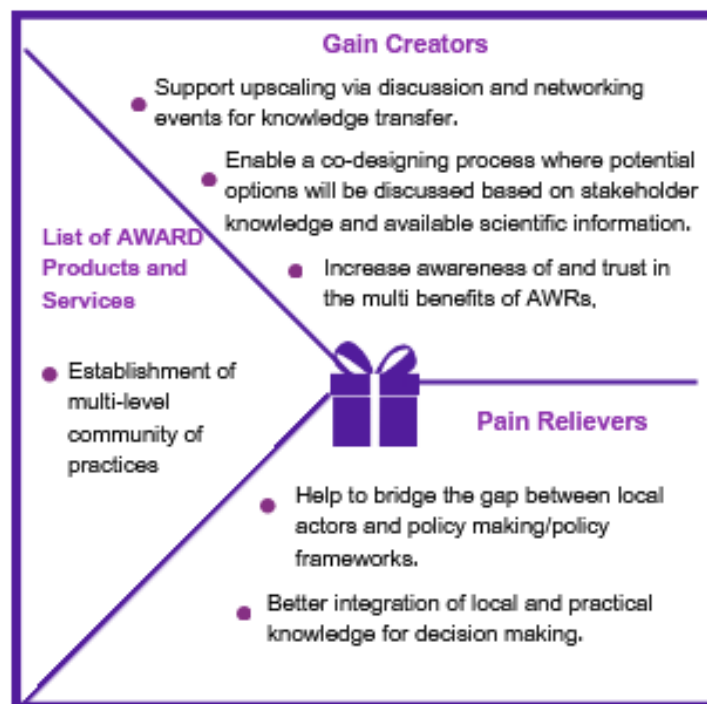 Gain Creators
Support upscaling via discussion and networking
events for knowledge transfer.
Enable a co-designing process where potential
options will be discussed based on stakeholder
knowledge and available scientific information.
Increase awareness of and trust in
the multi benefits of AWRs,
List of AWARD
Products and
Services
Establishment of
multi-level
community of
practices
Pain Relievers
Help to bridge the gap between local
actors and policy making/policy
frameworks.
Better integration of local and practical
knowledge for decision making.